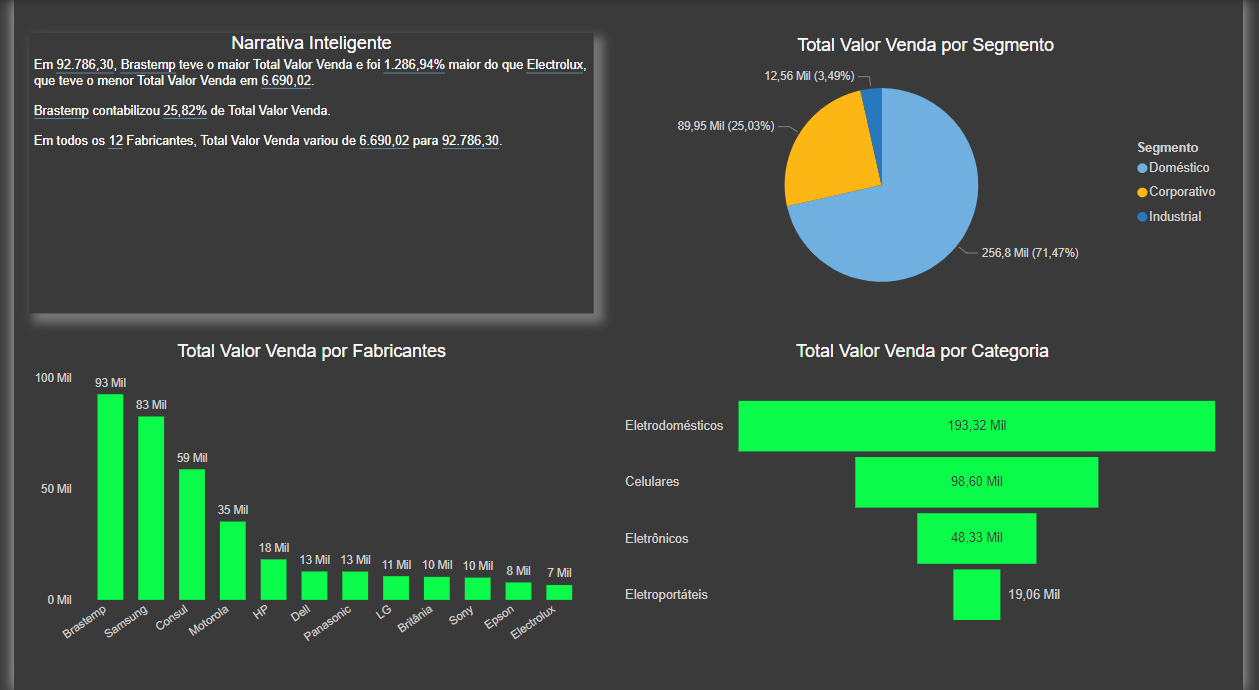 Narrativa Inteligente
Em 92.786,30, Brastemp teve o maior Total Valor Venda e foi 1.286,94% maior do que Electrolux,
que teve o menor Total Valor Venda em 6.690,02.
Brastemp contabilizou 25,82% de Total Valor Venda.
Em todos os 12 Fabricantes, Total Valor Venda variou de 6.690,02 para 92.786,30.
Total Valor Venda por Segmento
12,56 Mil (3,49%)
89,95 Mil (25,03%)
256,8 Mil (71,47%)
Segmento
Doméstico
Corporativo
Industrial
Total Valor Venda por Fabricantes
100 Mil
50 Mil
0 Mil
93 Mil
83 Mil
59 Mil
35 Mil
18 Mil
13 Mil
13 Mil
11 Mil
10 Mil
10 Mil
8 Mil
7 Mil
Brastemp
Samsung
Consul
Motorola
HP
Dell
Panasonic
LG
Britânia
Sony
Epson
Electrolux
Total Valor Venda por Categoria
Eletrodomésticos
193,32 Mil
Celulares
98,60 Mil
Eletrônicos
48,33 Mil
Eletroportáteis
19,06 Mil